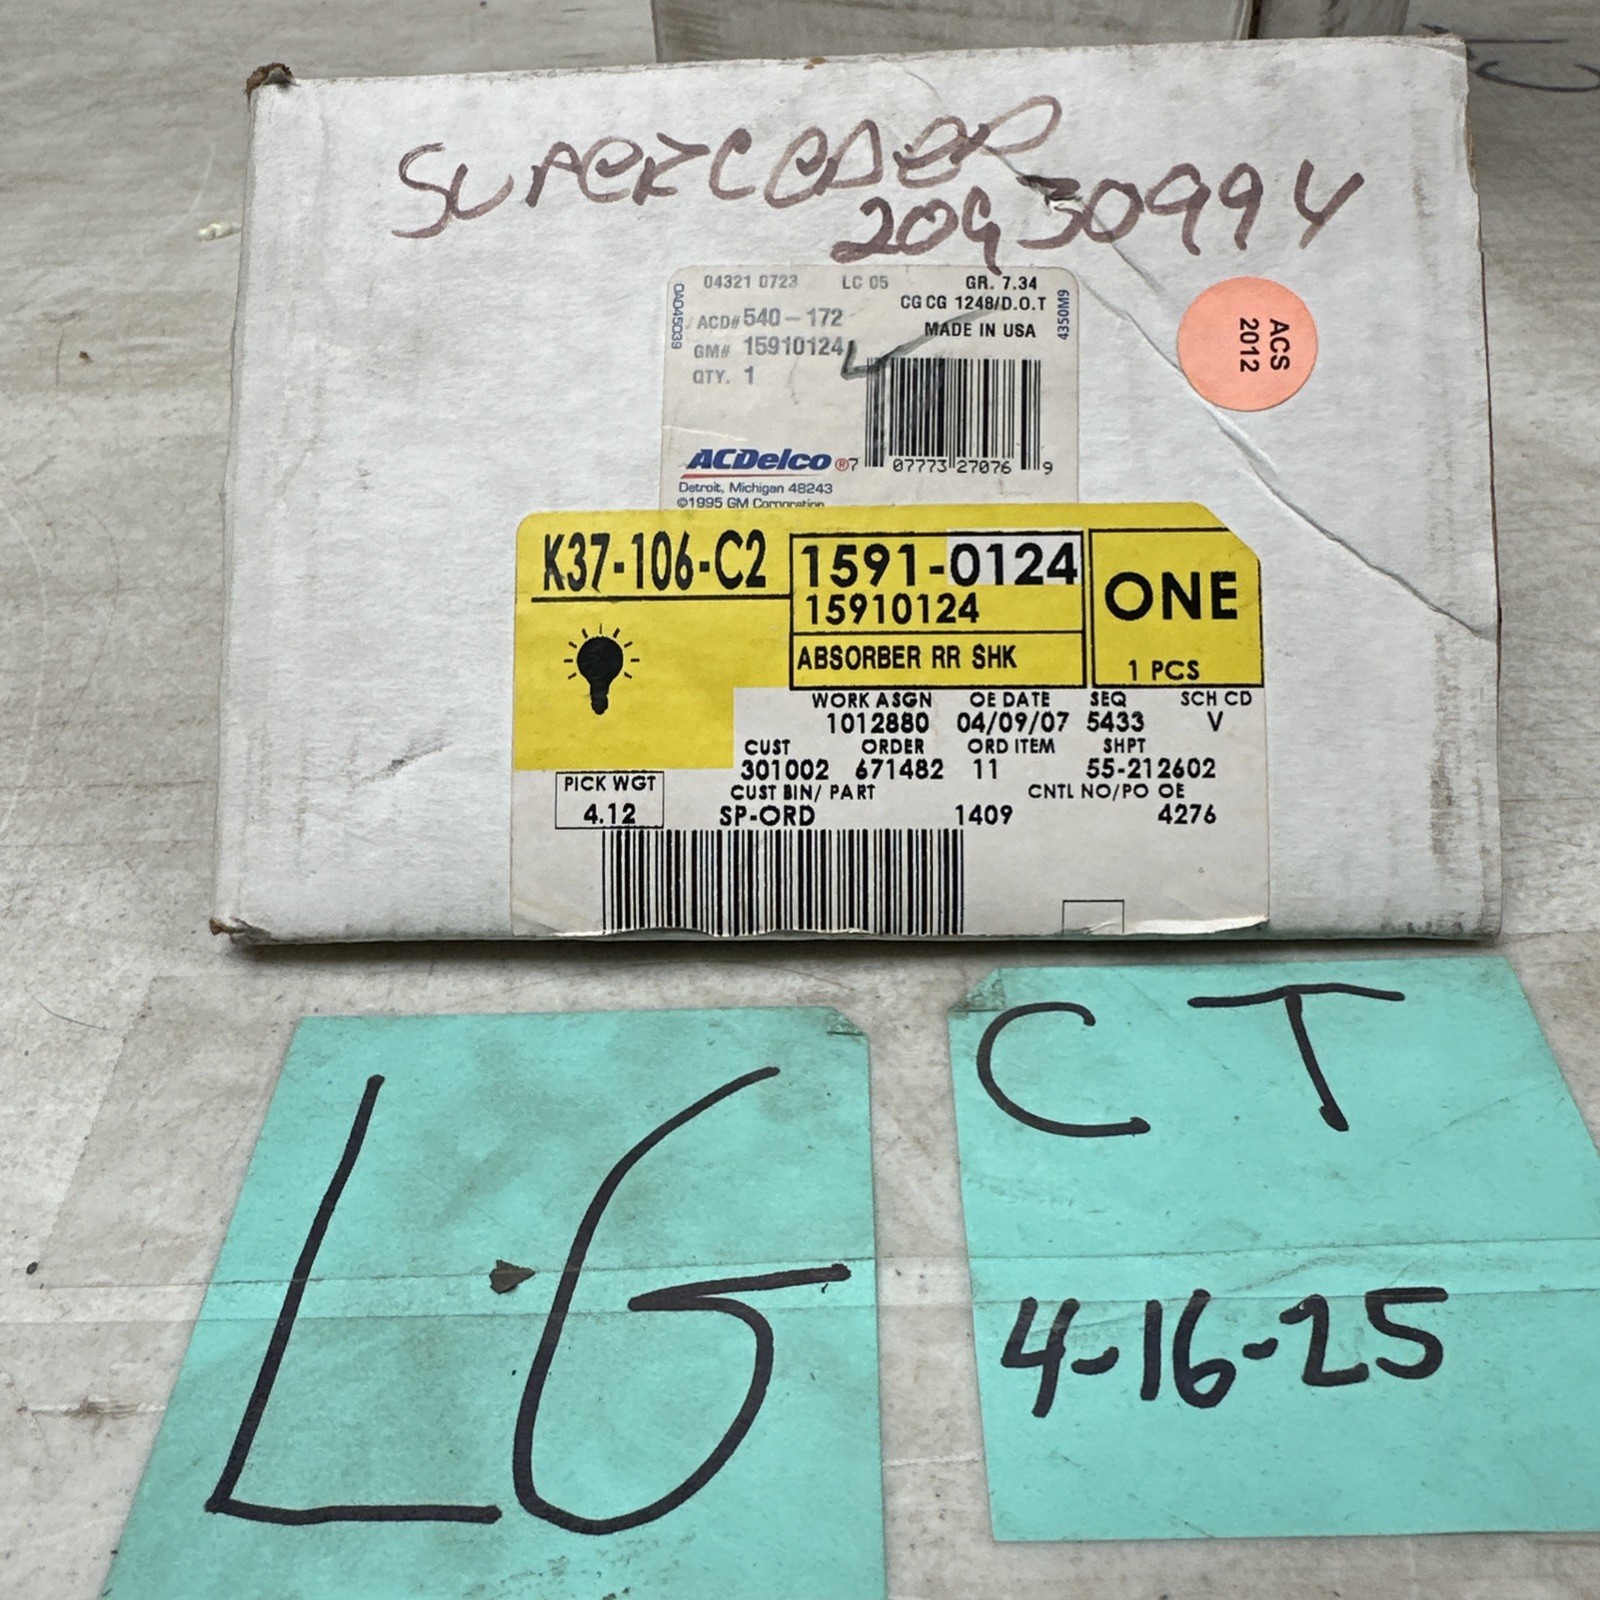 SUPERCEDED
20930994
04321 0723 LC 05 GR. 7.34
CG CG 1248/D.O.T
ACD# 540-172
MADE IN USA
GM# 15910124
QTY. 1
OAO45039
4350M9
ACDelco ®
7 07773 27076 9
Detroit, Michigan 48243
©1995 GM Corporation
ACS
2012
K37-106-C2
1591-0124
15910124
ABSORBER RR SHK
ONE
1 PCS
WORK ASGN OE DATE SEQ SCH CD
1012880 04/09/07 5433 V
CUST ORDER ORD ITEM SHPT
301002 671482 11 55-212602
PICK WGT
4.12
CUST BIN/ PART CNTL NO/PO OE
SP-ORD 1409 4276
LG
CT
4-16-25